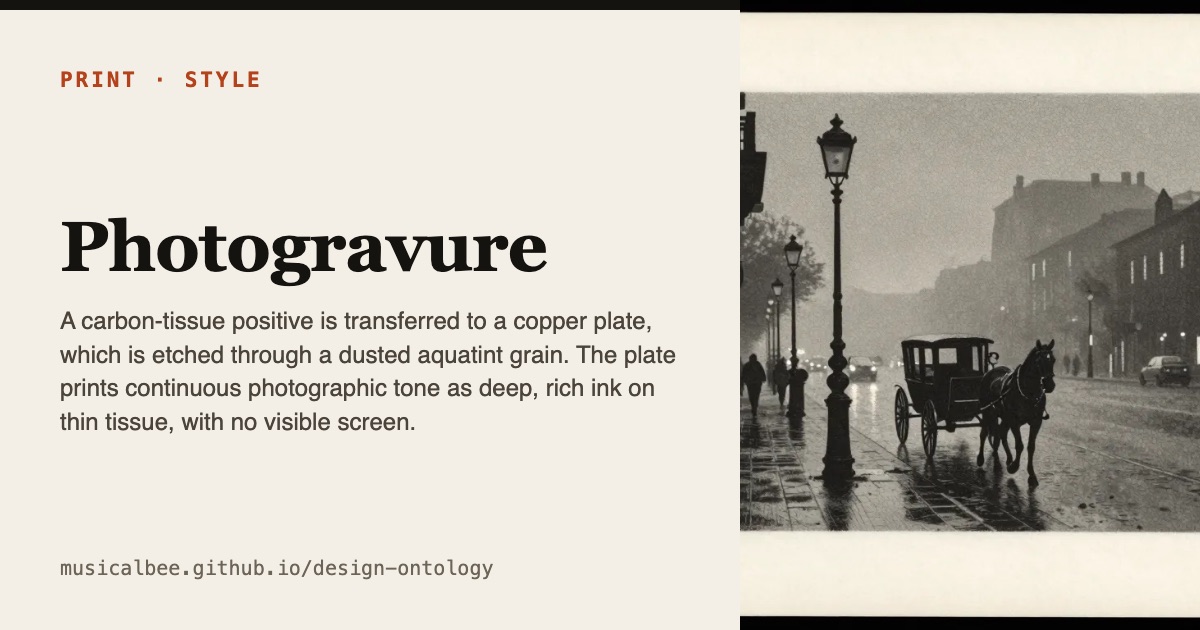 PRINT · STYLE
Photogravure
A carbon-tissue positive is transferred to a copper plate,
which is etched through a dusted aquatint grain. The plate
prints continuous photographic tone as deep, rich ink on
thin tissue, with no visible screen.
musicalbee.github.io/design-ontology